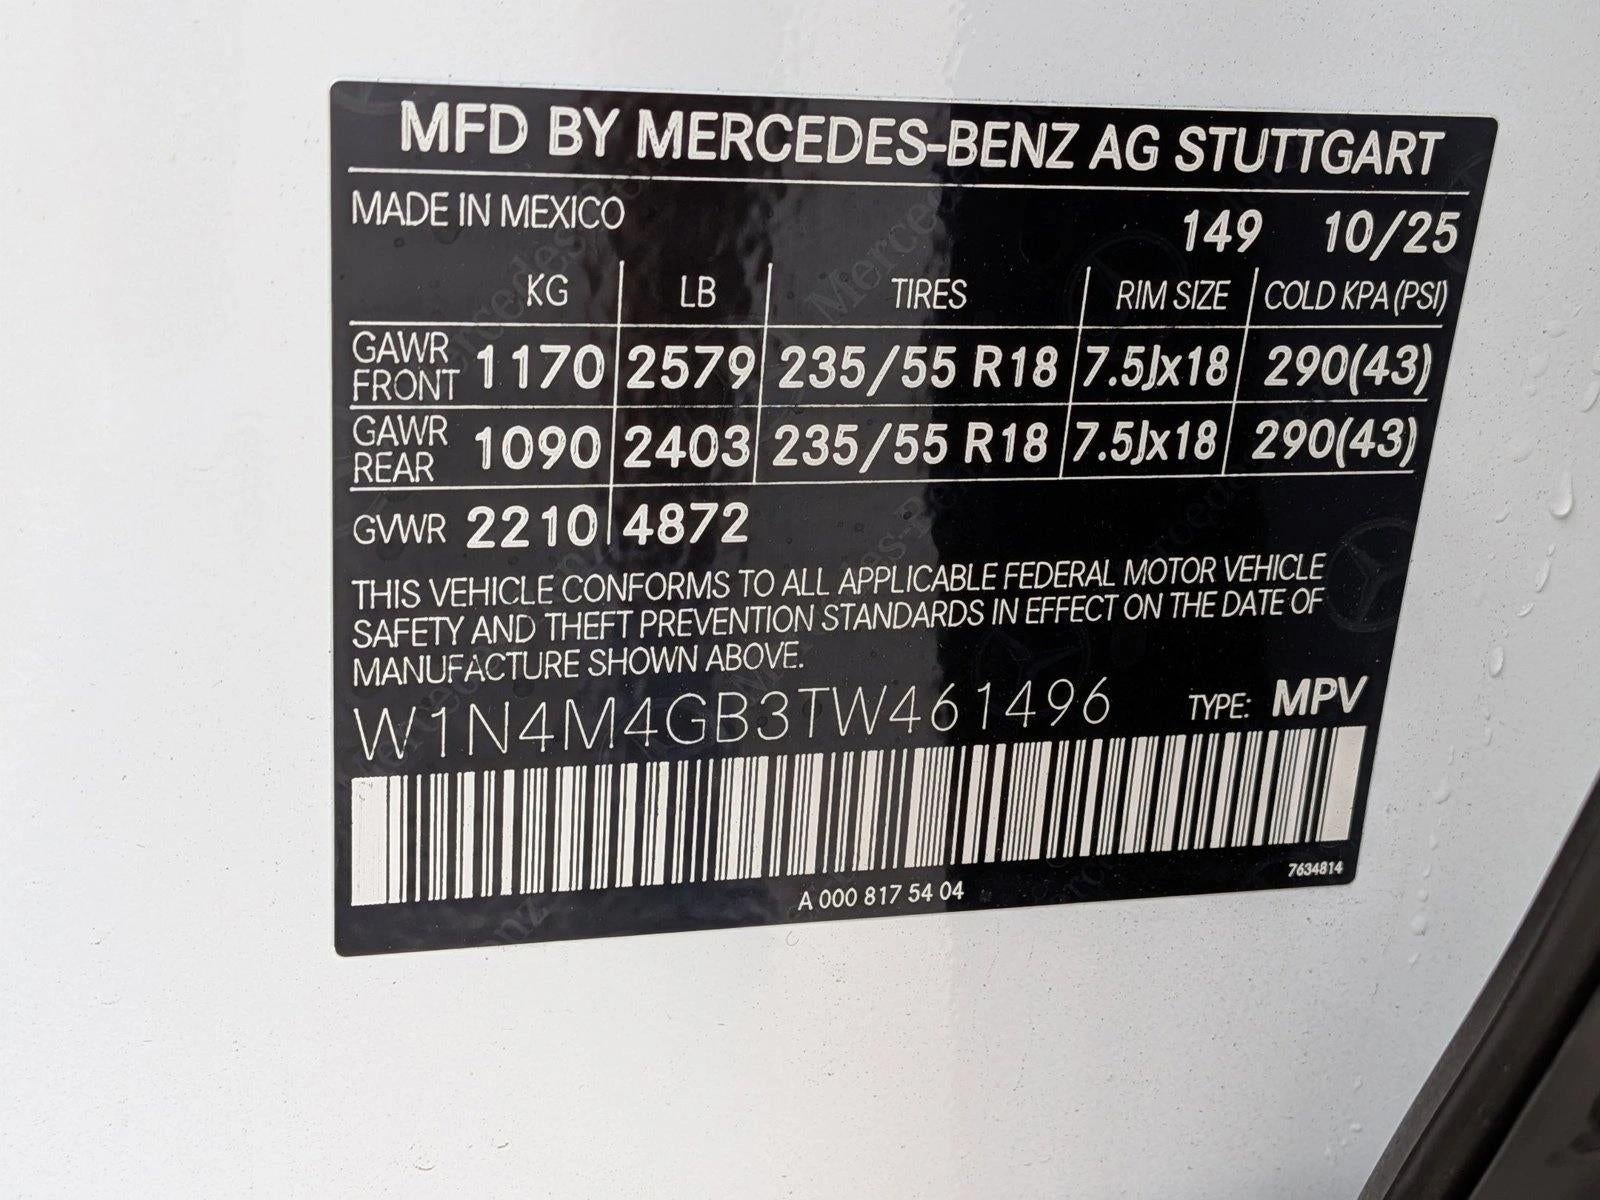 MFD BY MERCEDES-BENZ AG STUTTGART
MADE IN MEXICO 149 10/25
KG LB TIRES RIM SIZE COLD KPA (PSI)
GAWR FRONT 1170 2579 235/55 R18 7.5Jx18 290(43)
GAWR REAR 1090 2403 235/55 R18 7.5Jx18 290(43)
GVWR 2210 4872
THIS VEHICLE CONFORMS TO ALL APPLICABLE FEDERAL MOTOR VEHICLE
SAFETY AND THEFT PREVENTION STANDARDS IN EFFECT ON THE DATE OF
MANUFACTURE SHOWN ABOVE.
W1N4M4GB3TW461496 TYPE: MPV
7634814
A 000 817 54 04